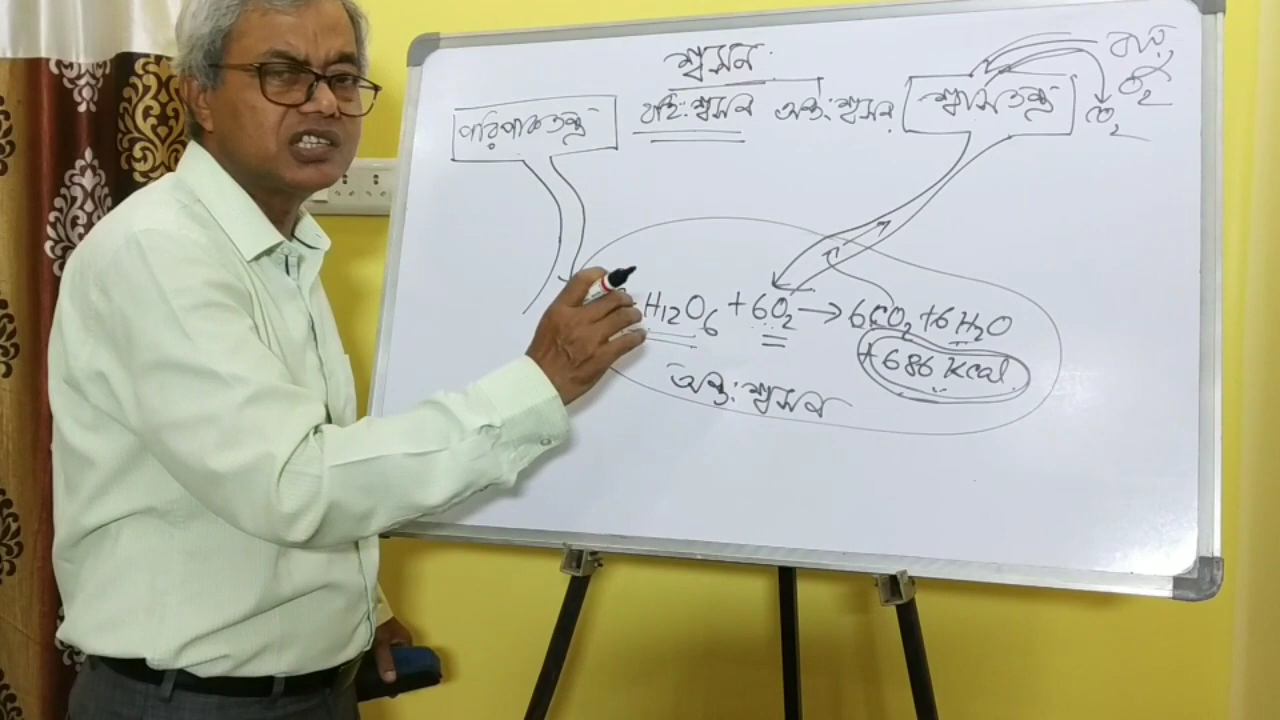 শ্বসন
বহিঃশ্বসন অন্তঃশ্বসন
পরিপাকতন্ত্র
শ্বাসতন্ত্র
O₂
CO₂
H₁₂O₆ + 6O₂ → 6CO₂ + 6H₂O
+ 686 Kcal
অন্তঃশ্বসন